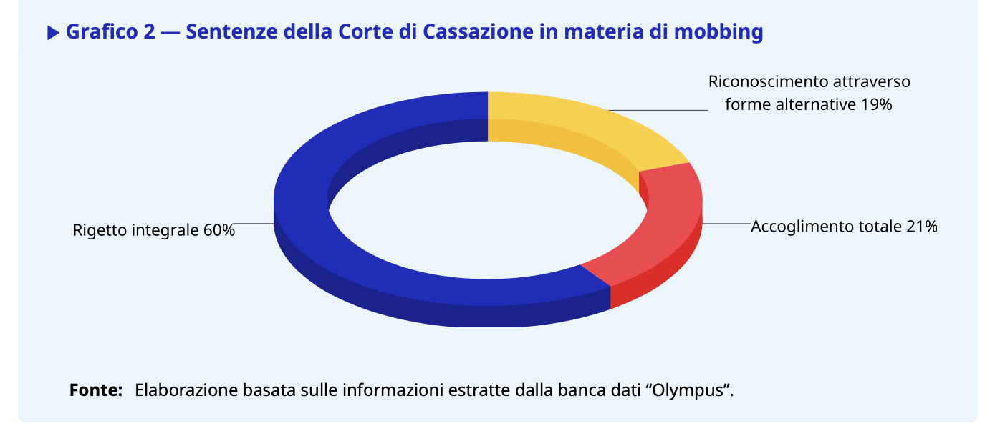 ▶ Grafico 2 — Sentenze della Corte di Cassazione in materia di mobbing
Riconoscimento attraverso
forme alternative 19%
Rigetto integrale 60%
Accoglimento totale 21%
Fonte: Elaborazione basata sulle informazioni estratte dalla banca dati “Olympus”.